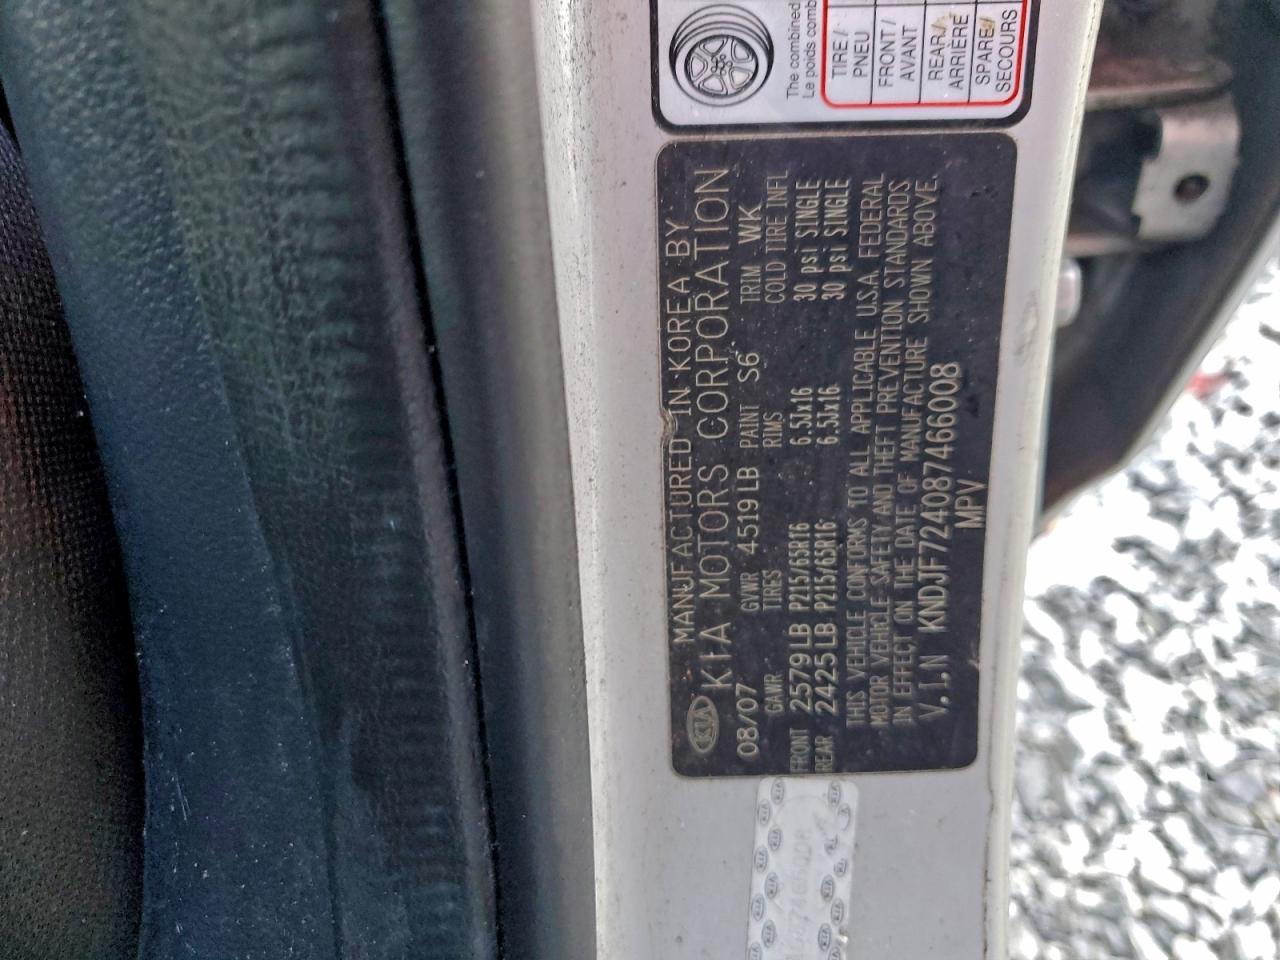 The combined
Le poids comb
TIRE/
PNEU
FRONT/
AVANT
REAR/
ARRIÈRE
SPARE/
SECOURS
MANUFACTURED IN KOREA BY
KIA KIA MOTORS CORPORATION
08/07 GVWR 4519LB PAINT S6 TRIM WK
GAWR TIRES RIMS COLD TIRE INFL
FRONT 2579LB P215/65R16 6.5Jx16 30 psi SINGLE
REAR 2425LB P215/65R16 6.5Jx16 30 psi SINGLE
THIS VEHICLE CONFORMS TO ALL APPLICABLE U.S.A. FEDERAL
MOTOR VEHICLE SAFETY AND THEFT PREVENTION STANDARDS
IN EFFECT ON THE DATE OF MANUFACTURE SHOWN ABOVE.
V.I.N KNDJF724087466008
MPV